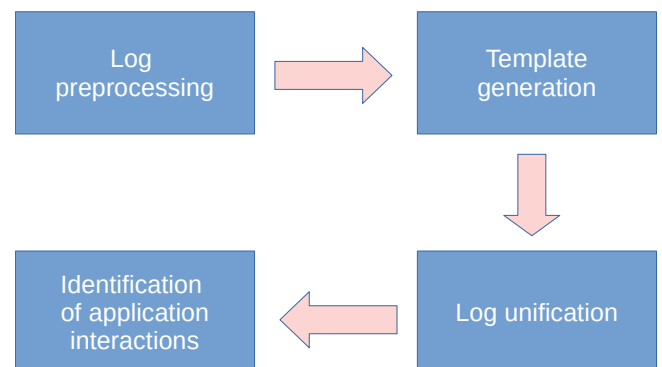 Log
preprocessing
Template
generation
Log unification
Identification
of application
interactions